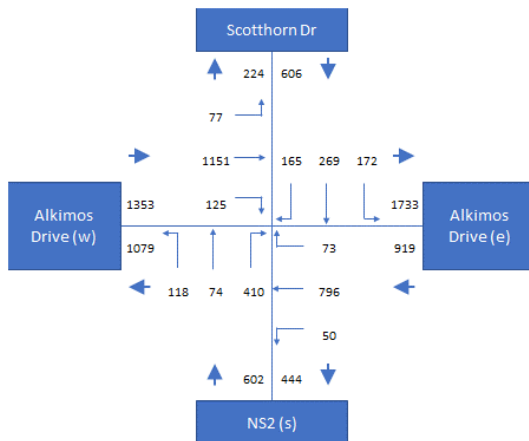 Scotthorn Dr
224 606
77
1151 165 269 172
Alkimos
Drive (w)
1353 125 1733
Alkimos
Drive (e)
1079 73 919
118 74 410 796
50
602 444
NS2 (s)